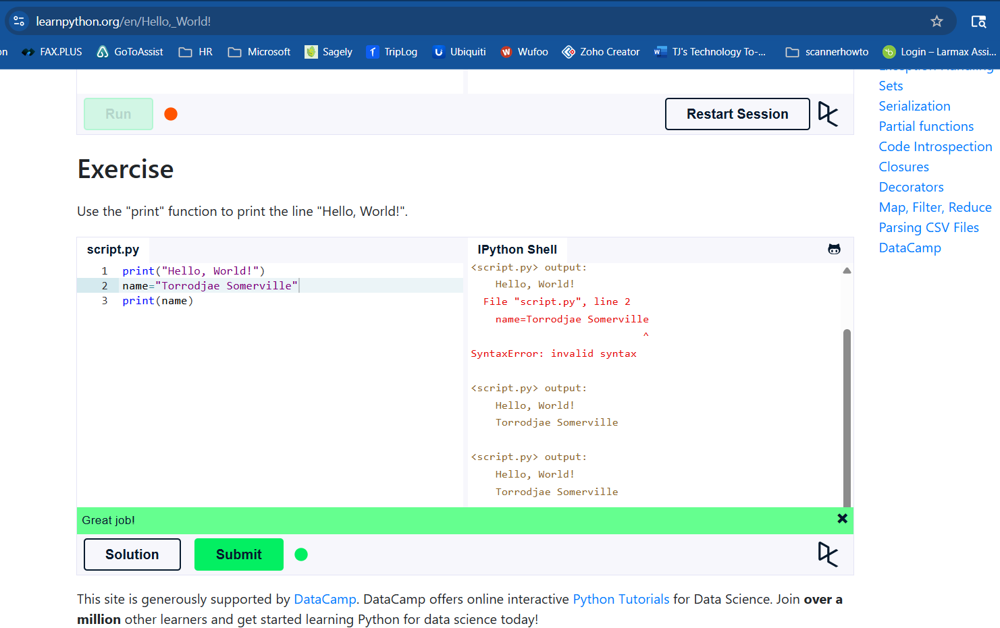 learnpython.org/en/Hello,_World!
on FAX.PLUS GoToAssist HR Microsoft Sagely TripLog Ubiquiti Wufoo Zoho Creator TJ's Technology To-... scannerhowto Login – Larmax Assi...
Exception Handling
Sets
Serialization
Partial functions
Code Introspection
Closures
Decorators
Map, Filter, Reduce
Parsing CSV Files
DataCamp
Run
Restart Session
Exercise
Use the "print" function to print the line "Hello, World!".
script.py
1 print("Hello, World!")
2 name="Torrodjae Somerville"
3 print(name)
IPython Shell
<script.py> output:
Hello, World!
File "script.py", line 2
name=Torrodjae Somerville
^
SyntaxError: invalid syntax
<script.py> output:
Hello, World!
Torrodjae Somerville
<script.py> output:
Hello, World!
Torrodjae Somerville
Great job!
Solution
Submit
This site is generously supported by DataCamp. DataCamp offers online interactive Python Tutorials for Data Science. Join over a
million other learners and get started learning Python for data science today!